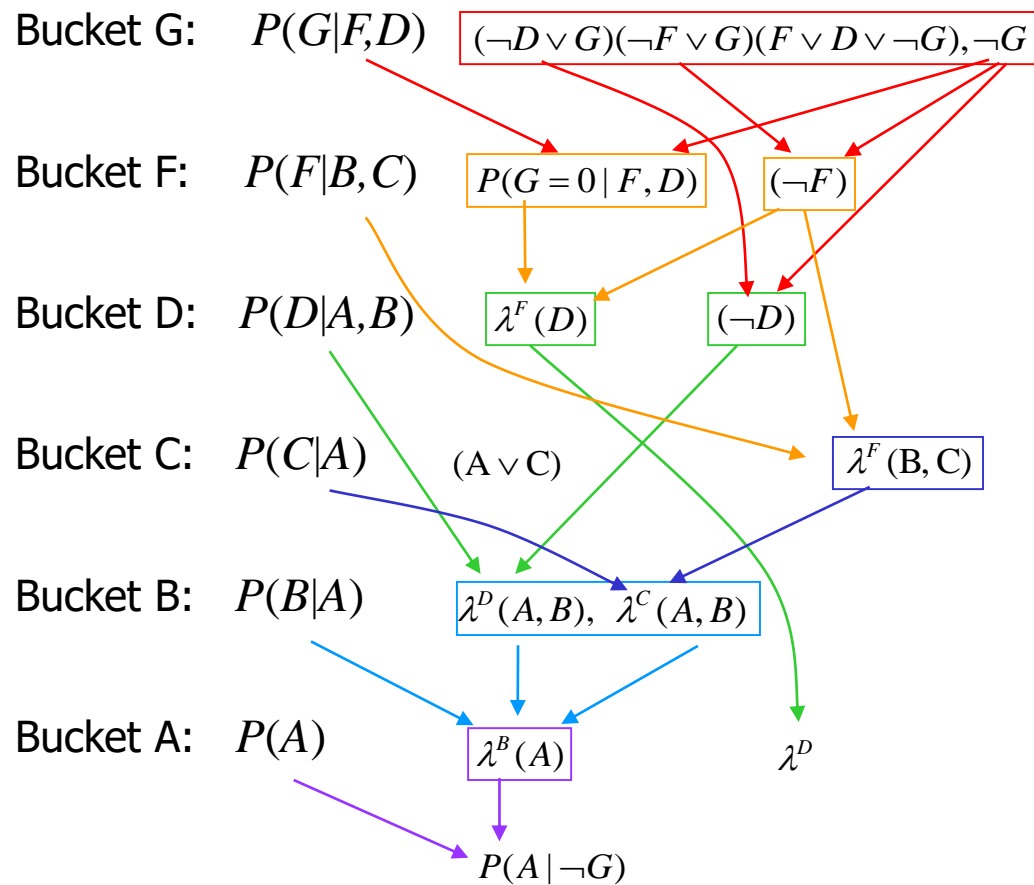 Bucket G: P(G|F,D) (¬D ∨ G)(¬F ∨ G)(F ∨ D ∨ ¬G),¬G
Bucket F: P(F|B,C) P(G = 0 | F, D) (¬F)
Bucket D: P(D|A,B) λ^F (D) (¬D)
Bucket C: P(C|A) (A ∨ C) λ^F (B, C)
Bucket B: P(B|A) λ^D (A, B), λ^C (A, B)
Bucket A: P(A) λ^B (A) λ^D
P(A | ¬G)